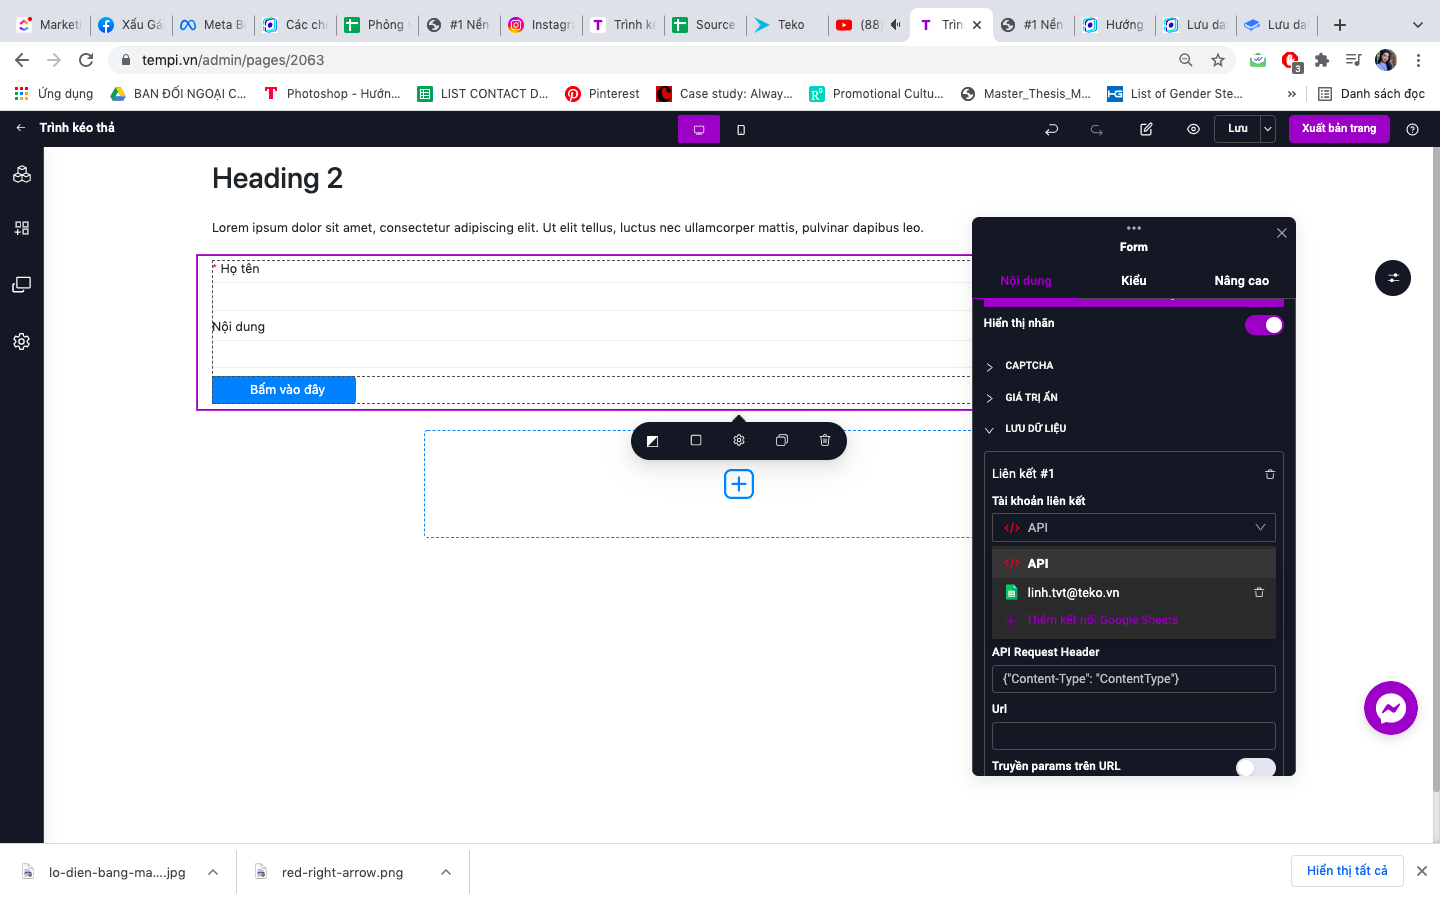 Marketi
Xấu Gá
Meta B
Các ch
Phỏng
#1 Nền
Instagr
Trình k
Source
Teko
(88)
Trìn
#1 Nền
Hướng
Lưu da
Lưu da
tempi.vn/admin/pages/2063
3
Ứng dụng
BAN ĐỐI NGOẠI C...
Photoshop - Hướn...
LIST CONTACT D...
Pinterest
Case study: Alway...
Promotional Cultu...
Master_Thesis_M...
List of Gender Ste...
»
Danh sách đọc
Trình kéo thả
Lưu
Xuất bản trang
Heading 2
Lorem ipsum dolor sit amet, consectetur adipiscing elit. Ut elit tellus, luctus nec ullamcorper mattis, pulvinar dapibus leo.
* Họ tên
Nội dung
Bấm vào đây
Form
Nội dung
Kiểu
Nâng cao
Hiển thị nhãn
CAPTCHA
GIÁ TRỊ ẨN
LƯU DỮ LIỆU
Liên kết #1
Tài khoản liên kết
</> API
</> API
linh.tvt@teko.vn
Thêm kết nối Google Sheets
API Request Header
{"Content-Type": "ContentType"}
Url
Truyền params trên URL
lo-dien-bang-ma....jpg
red-right-arrow.png
Hiển thị tất cả